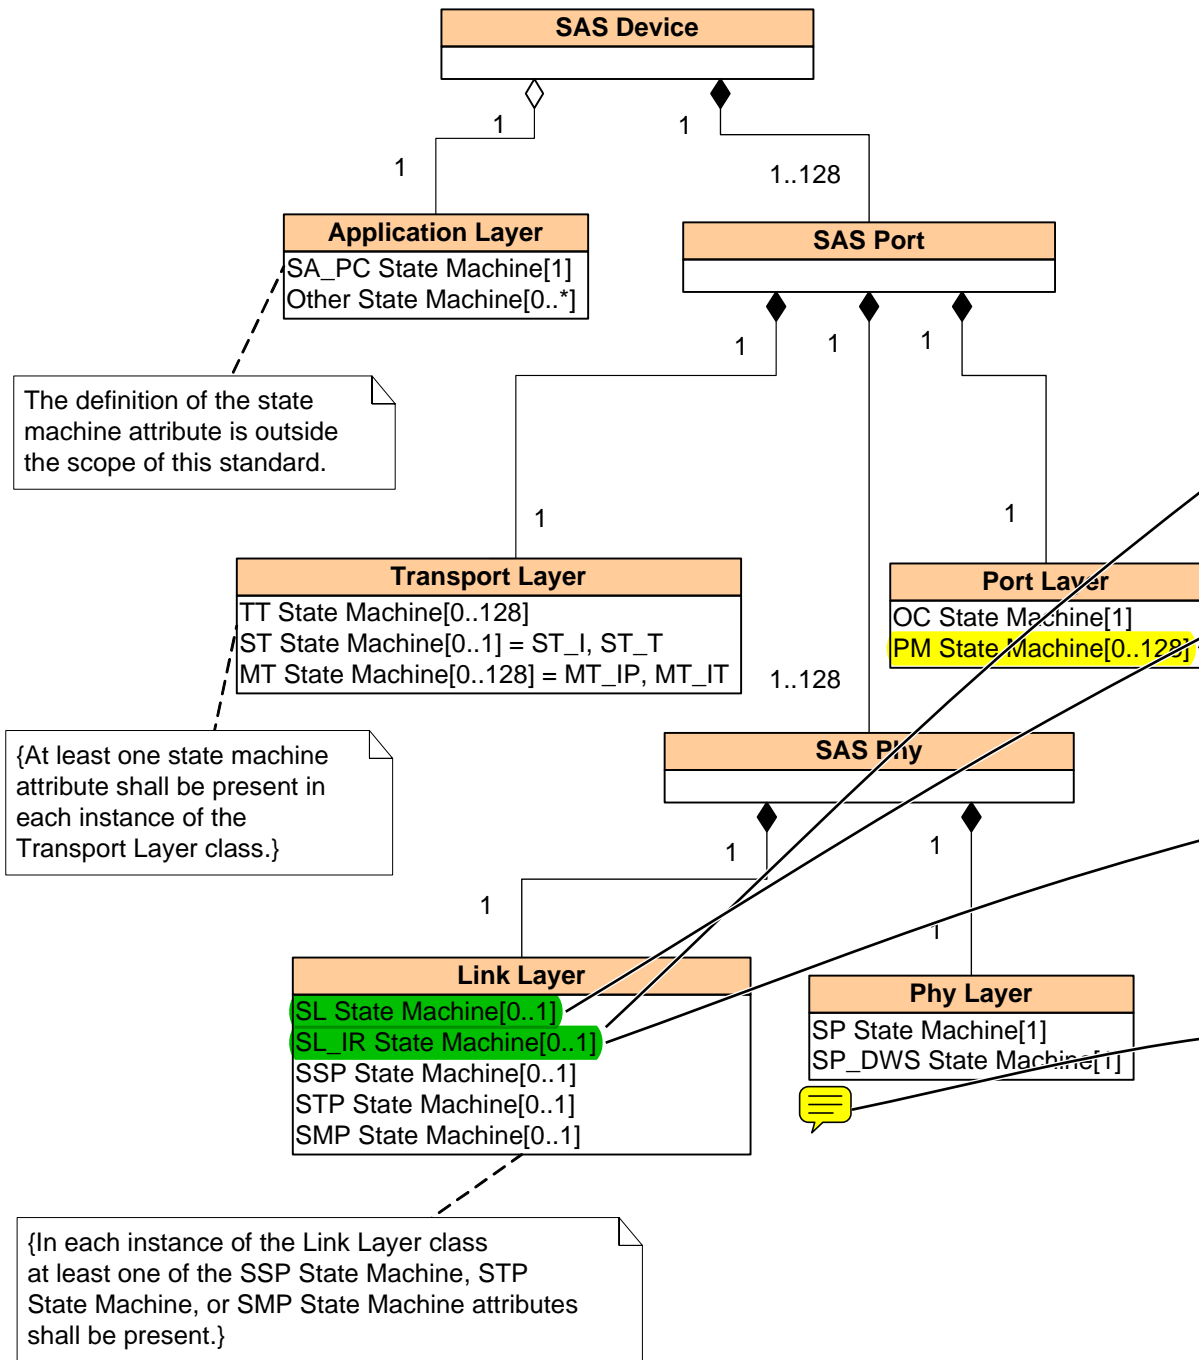 SAS Device
1
1
1
1..128
Application Layer
SA_PC State Machine[1]
Other State Machine[0..*]
SAS Port
1
1
1
The definition of the state
machine attribute is outside
the scope of this standard.
1
1
Transport Layer
TT State Machine[0..128]
ST State Machine[0..1] = ST_I, ST_T
MT State Machine[0..128] = MT_IP, MT_IT
Port Layer
OC State Machine[1]
PM State Machine[0..128]
1..128
{At least one state machine
attribute shall be present in
each instance of the
Transport Layer class.}
SAS Phy
1
1
1
1
Link Layer
SL State Machine[0..1]
SL_IR State Machine[0..1]
SSP State Machine[0..1]
STP State Machine[0..1]
SMP State Machine[0..1]
Phy Layer
SP State Machine[1]
SP_DWS State Machine[1]
{In each instance of the Link Layer class
at least one of the SSP State Machine, STP
State Machine, or SMP State Machine attributes
shall be present.}